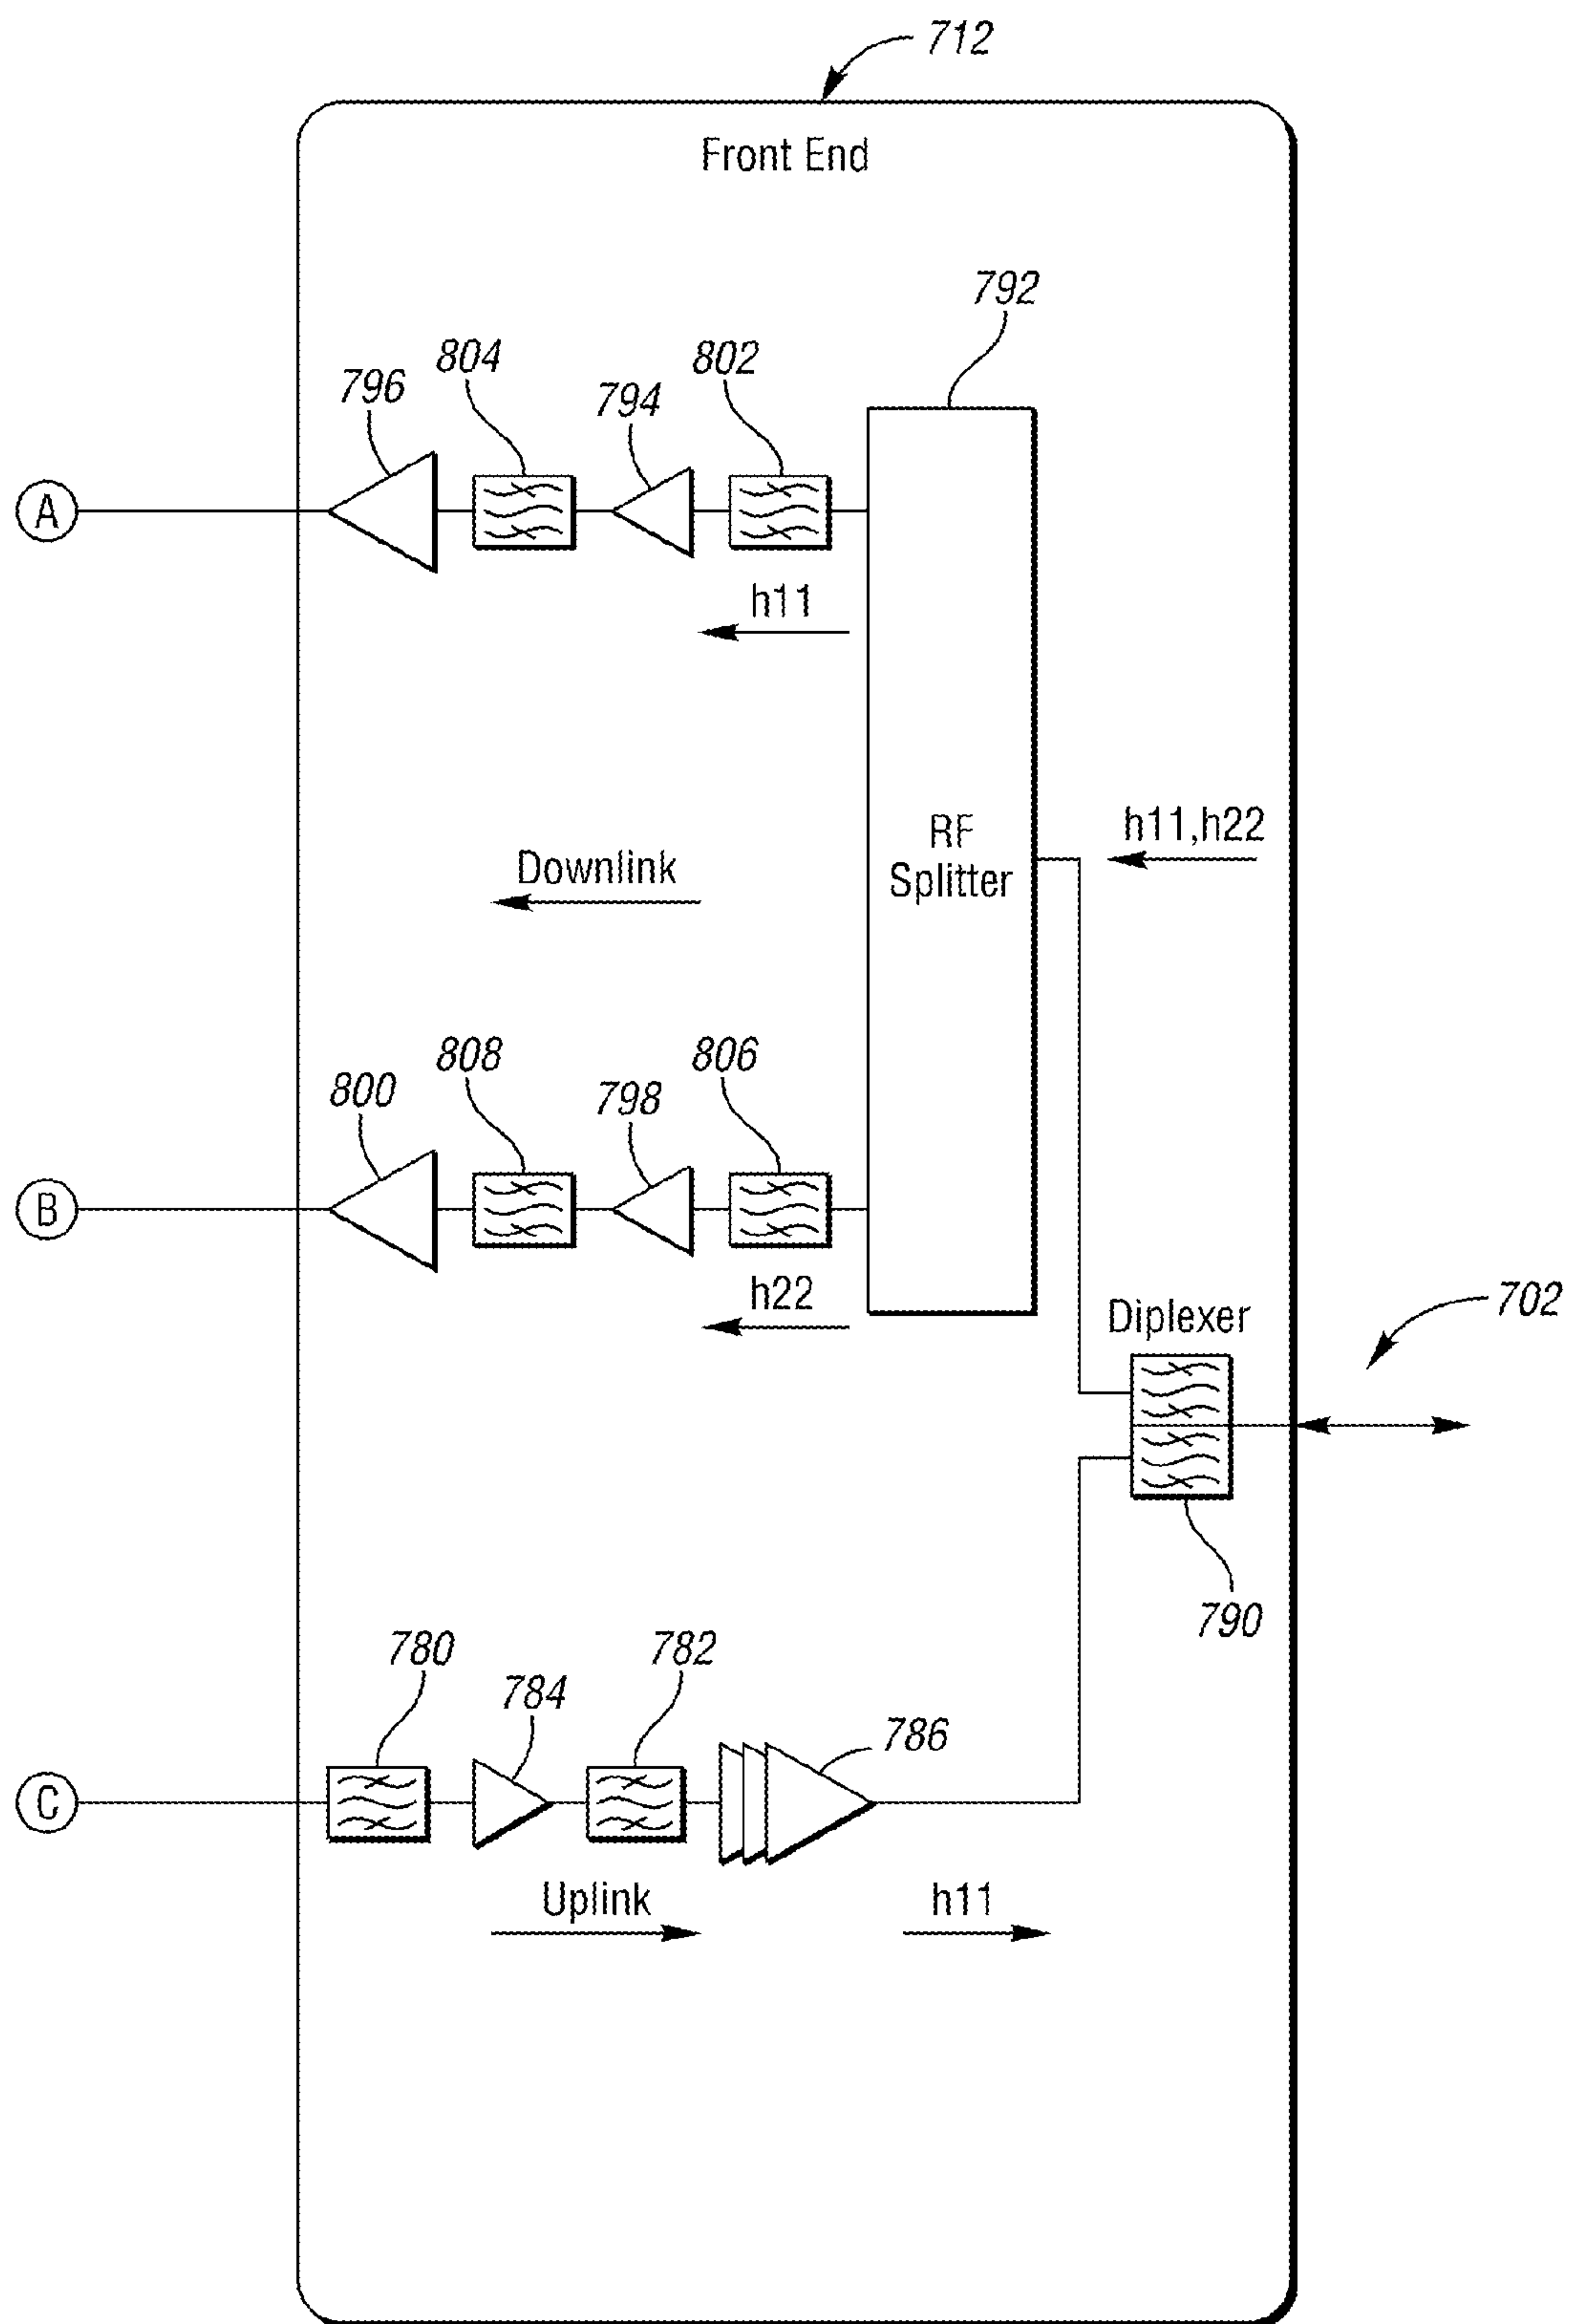 712
Front End
792
804
802
796
794
A
h11
h11,h22
RF
Splitter
Downlink
808
806
800
798
B
h22
702
Diplexer
790
780
782
784
786
C
Uplink
h11